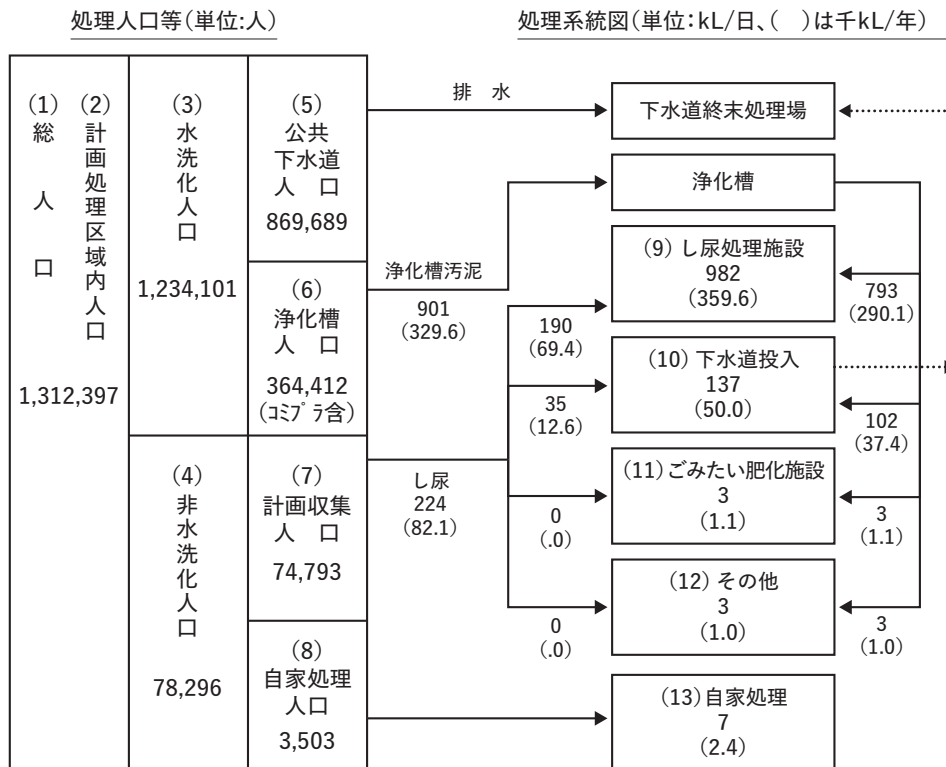 処理人口等(単位:人)
処理系統図(単位:kL/日、(　)は千kL/年)
(1)総人口
(2)計画処理区域内人口
1,312,397
(3)水洗化人口
1,234,101
(4)非水洗化人口
78,296
(5)
公共
下水道
人　口
869,689
(6)
浄化槽
人　口
364,412
(コミプラ含)
(7)
計画収集
人　口
74,793
(8)
自家処理
人口
3,503
排　水
浄化槽汚泥
901
(329.6)
し尿
224
(82.1)
190
(69.4)
35
(12.6)
0
(.0)
0
(.0)
下水道終末処理場
浄化槽
(9)し尿処理施設
982
(359.6)
(10)下水道投入
137
(50.0)
(11)ごみたい肥化施設
3
(1.1)
(12)その他
3
(1.0)
(13)自家処理
7
(2.4)
793
(290.1)
102
(37.4)
3
(1.1)
3
(1.0)